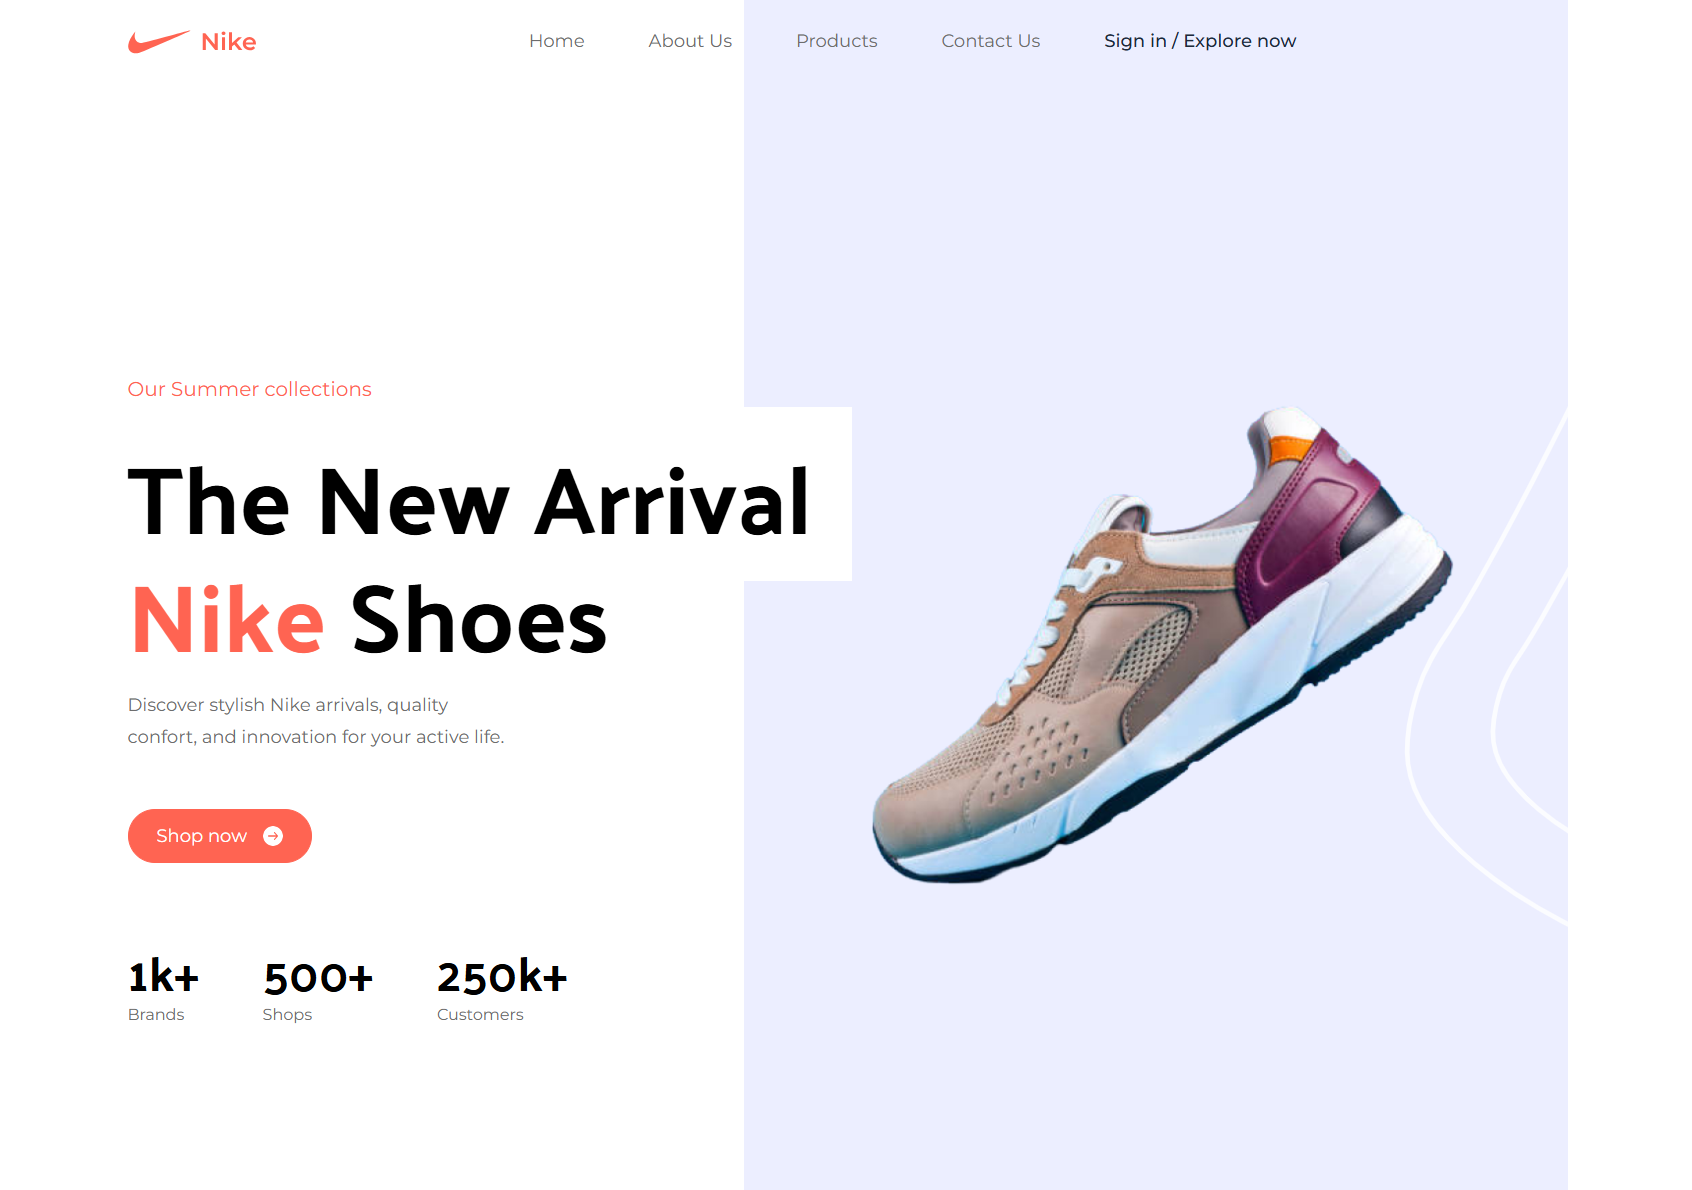 Nike
Home
About Us
Products
Contact Us
Sign in / Explore now
Our Summer collections
The New Arrival
Nike Shoes
Discover stylish Nike arrivals, quality
confort, and innovation for your active life.
Shop now
1k+
Brands
500+
Shops
250k+
Customers